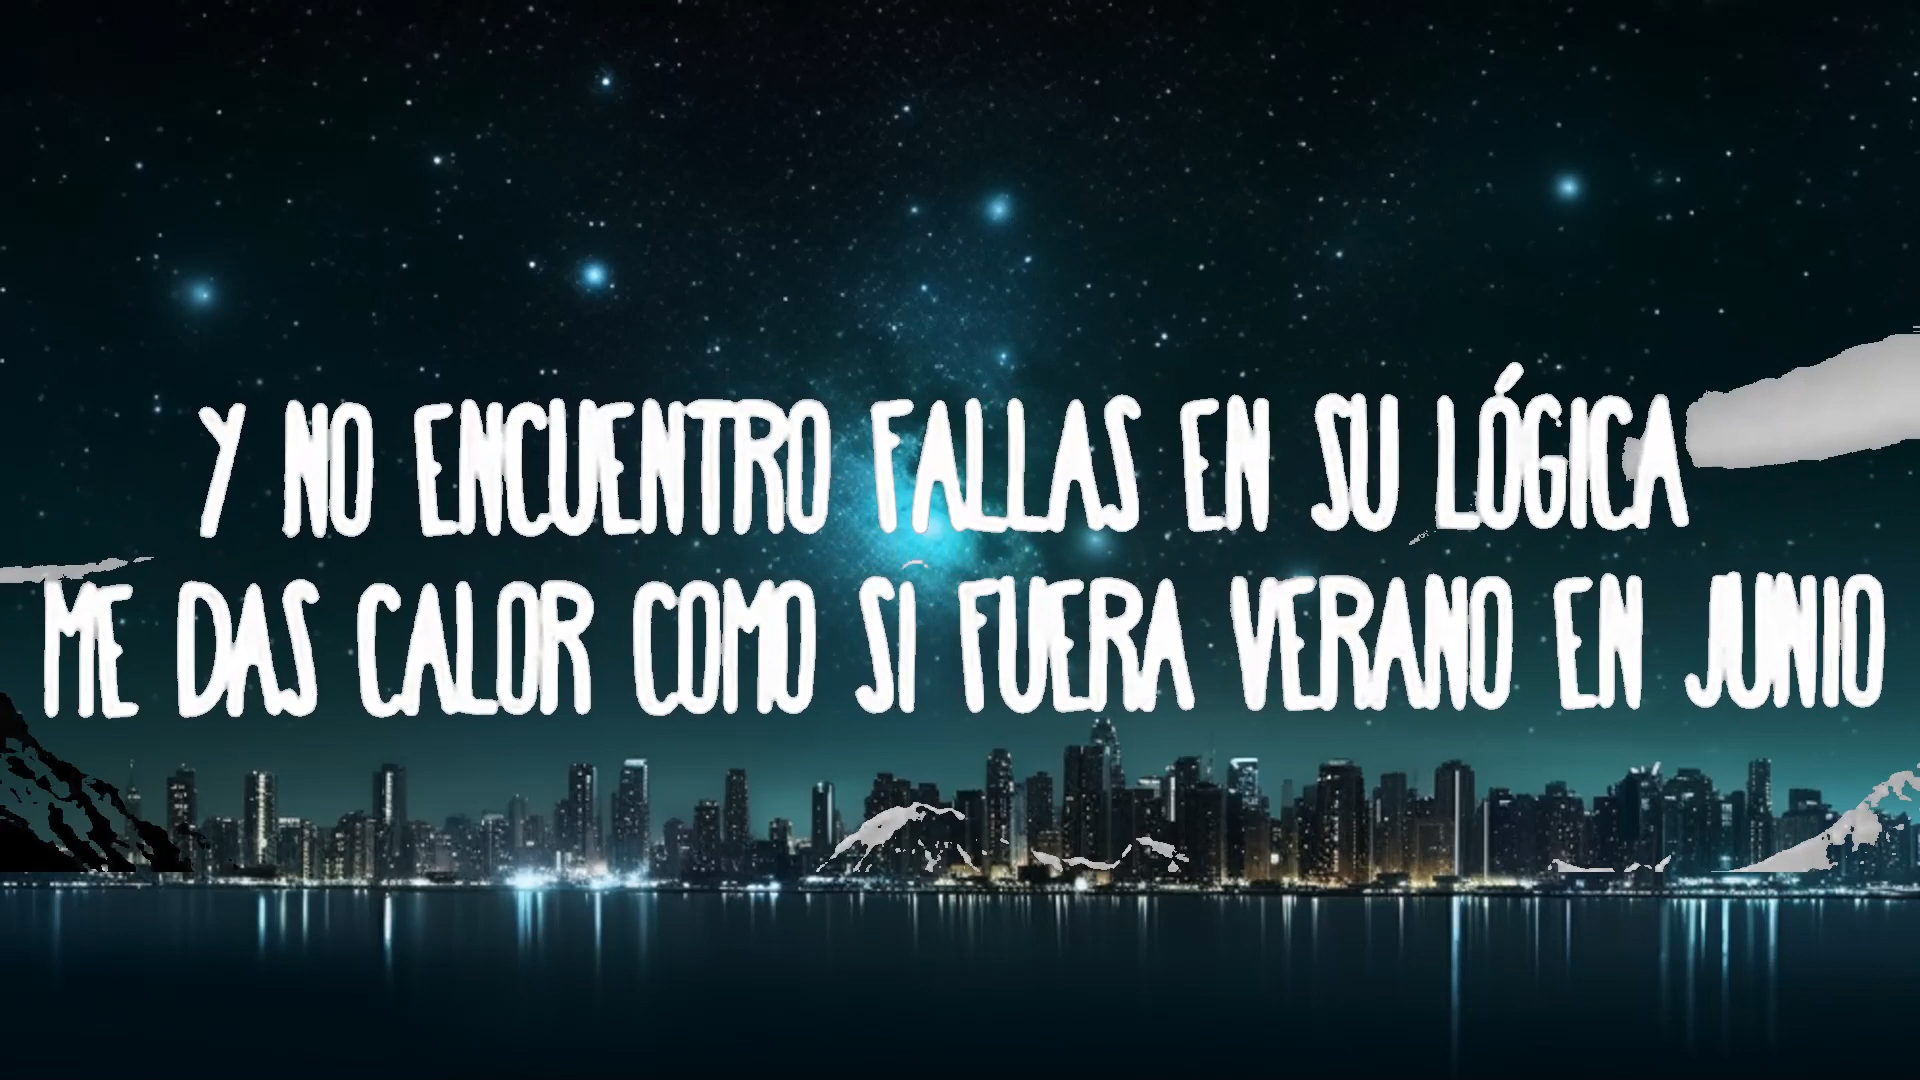 Y NO ENCUENTRO FALLAS EN SU LÓGICA
ME DAS CALOR COMO SI FUERA VERANO EN JUNIO